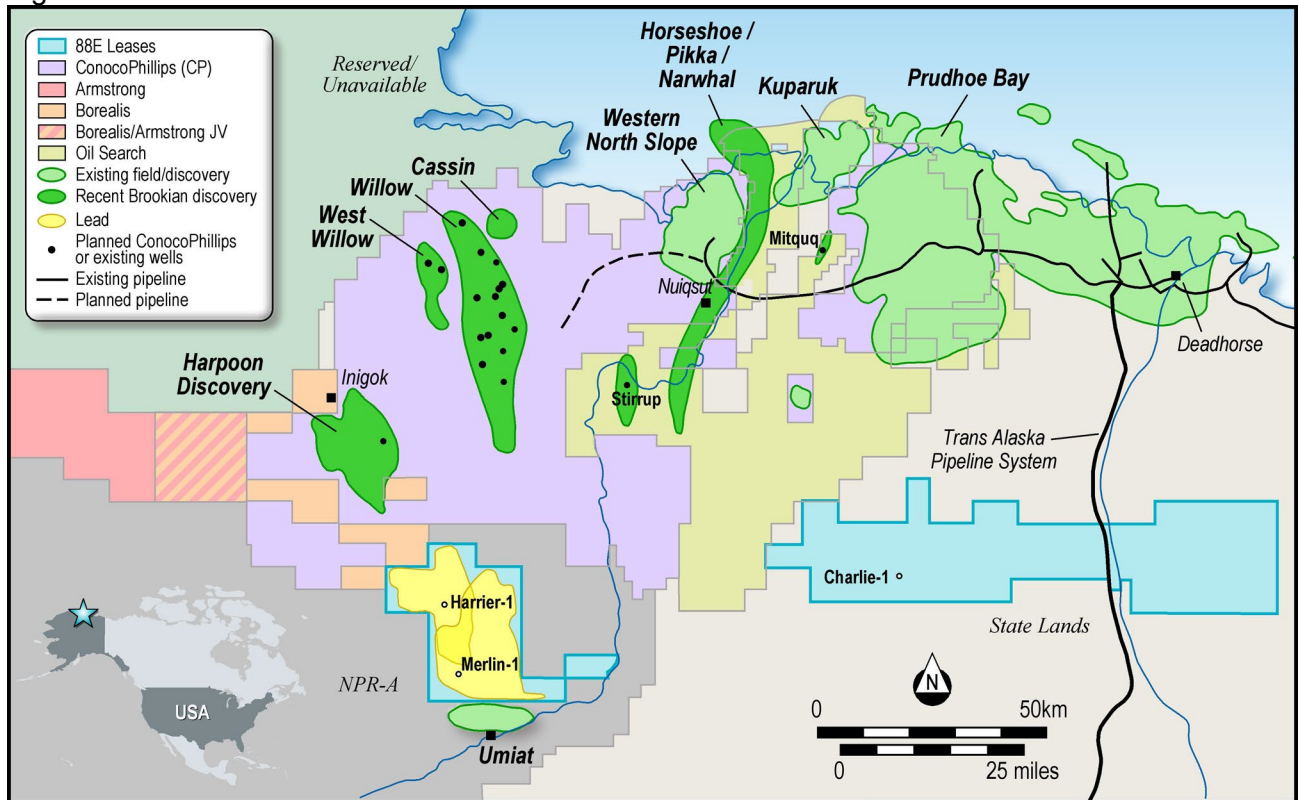 88E Leases
ConocoPhillips (CP)
Armstrong
Borealis
Borealis/Armstrong JV
Oil Search
Existing field/discovery
Recent Brookian discovery
Lead
Planned ConocoPhillips
or existing wells
Existing pipeline
Planned pipeline
Reserved/
Unavailable
Horseshoe /
Pikka /
Narwhal
Kuparuk
Prudhoe Bay
Western
North Slope
Cassin
Willow
West
Willow
Mitquq
Nuiqsut
Deadhorse
Harpoon
Discovery
Inigok
Stirrup
Trans Alaska
Pipeline System
Charlie-1
Harrier-1
State Lands
Merlin-1
NPR-A
N
USA
0
50km
0
25 miles
Umiat